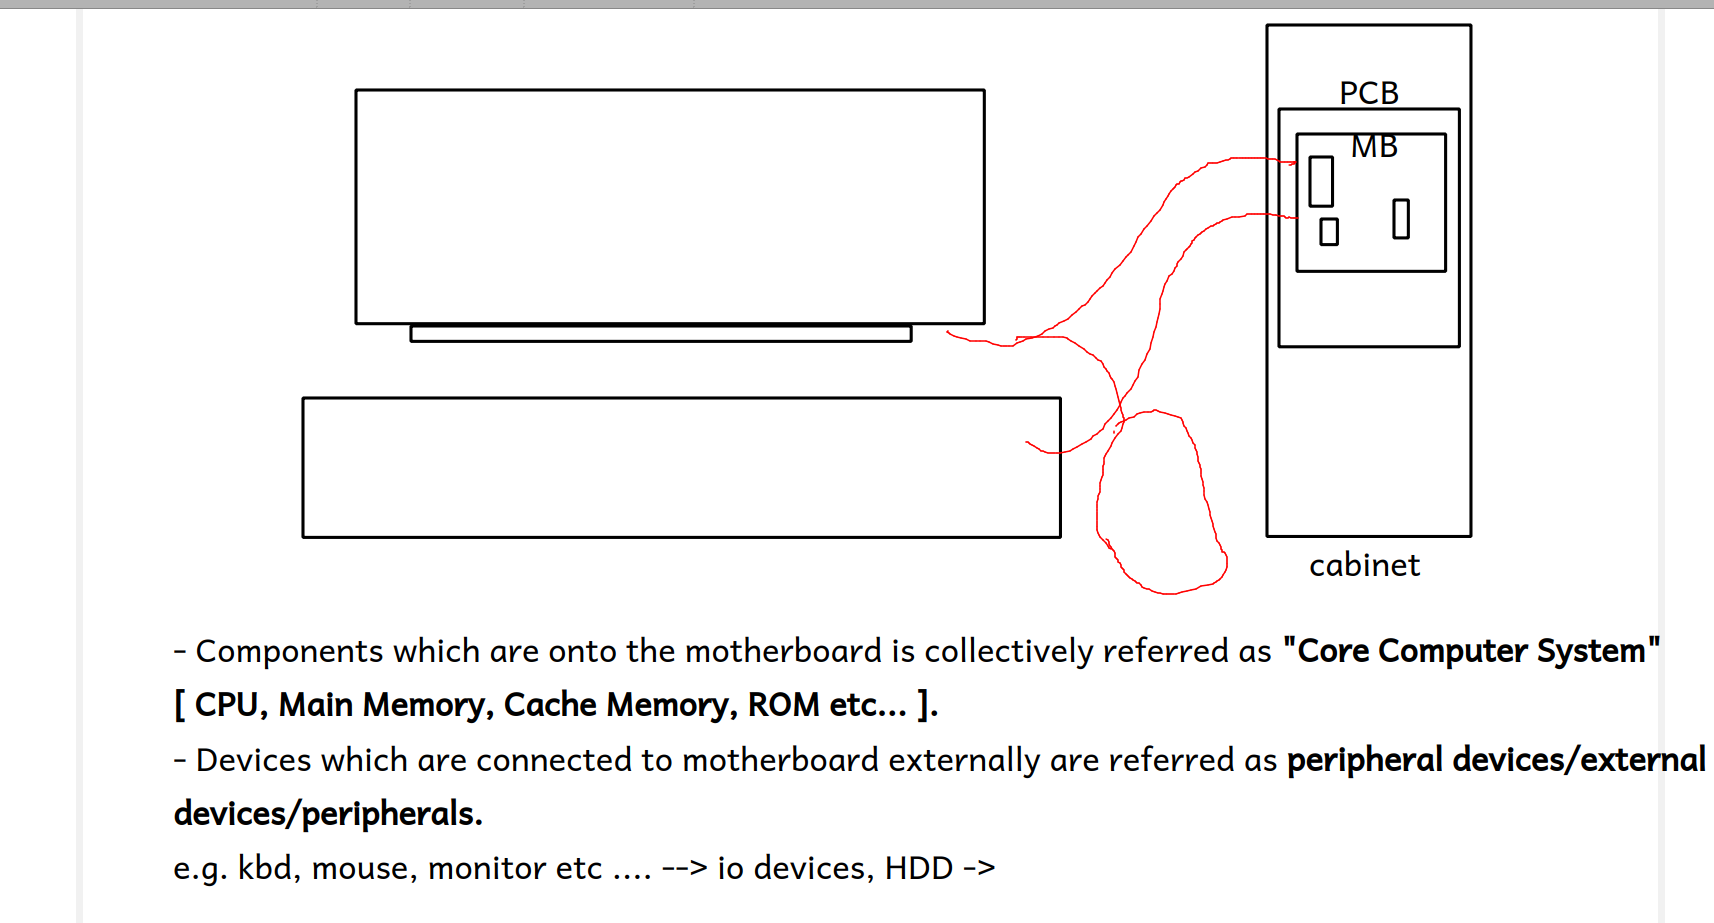 PCB
MB
cabinet
- Components which are onto the motherboard is collectively referred as "Core Computer System"
[ CPU, Main Memory, Cache Memory, ROM etc... ].
- Devices which are connected to motherboard externally are referred as peripheral devices/external
devices/peripherals.
e.g. kbd, mouse, monitor etc .... --> io devices, HDD ->